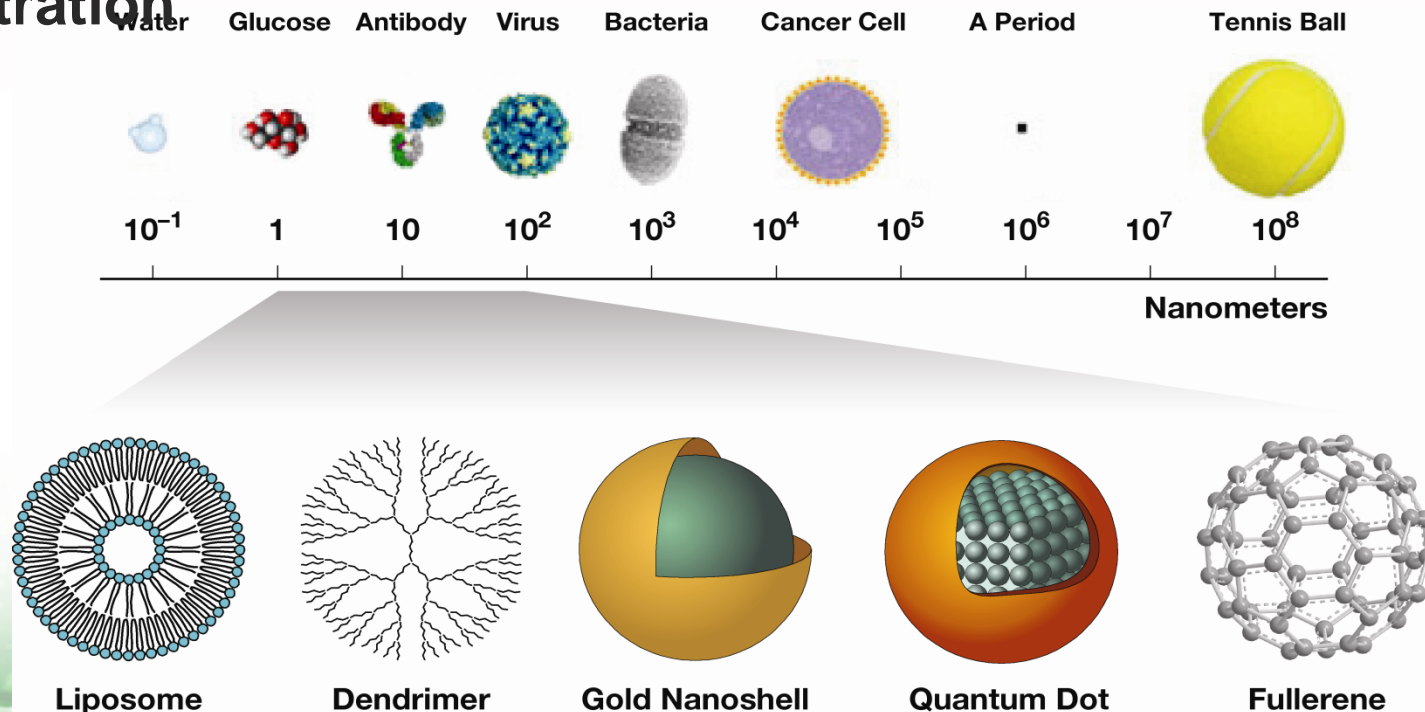 tration
Water Glucose Antibody Virus Bacteria Cancer Cell A Period Tennis Ball
10⁻¹ 1 10 10² 10³ 10⁴ 10⁵ 10⁶ 10⁷ 10⁸
Nanometers
Liposome Dendrimer Gold Nanoshell Quantum Dot Fullerene